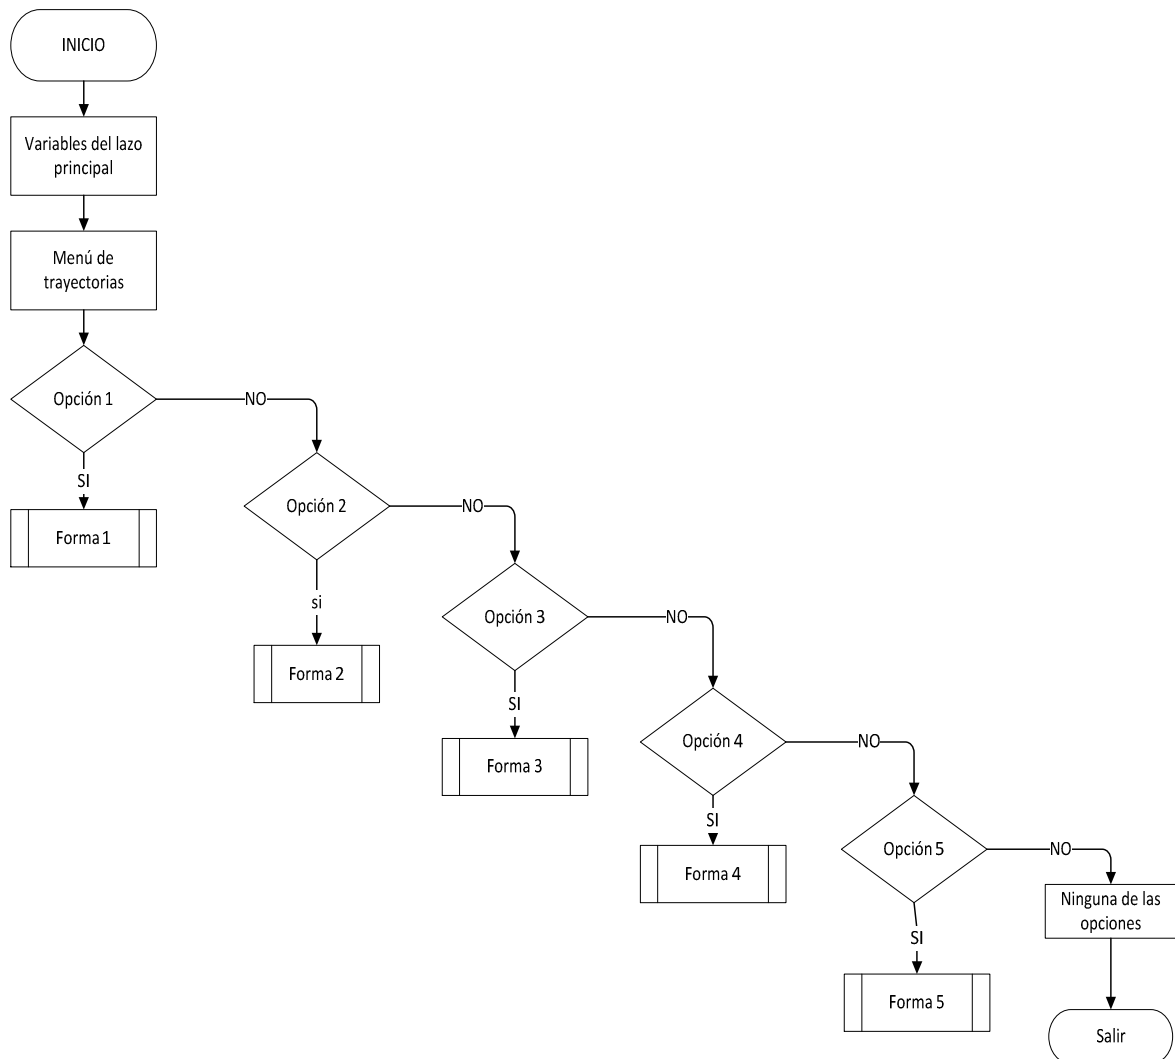 INICIO
Variables del lazo
principal
Menú de
trayectorias
Opción 1
NO
SI
Forma 1
Opción 2
NO
si
Forma 2
Opción 3
NO
SI
Forma 3
Opción 4
NO
SI
Forma 4
Opción 5
NO
SI
Forma 5
Ninguna de las
opciones
Salir